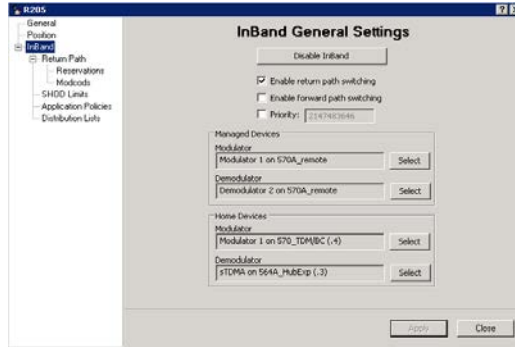 R205
General
Position
InBand
Return Path
Reservations
Modcods
SHOD Limits
Application Policies
Distribution Lists
InBand General Settings
Disable InBand
Enable return path switching
Enable forward path switching
Priority: 2147483646
Managed Devices
Modulator
Modulator 1 on 570A_remote Select
Demodulator
Demodulator 2 on 570A_remote Select
Home Devices
Modulator
Modulator 1 on 570_TDM/BC (.4) Select
Demodulator
sTDMA on 564A_HubExp (.3) Select
Apply Close